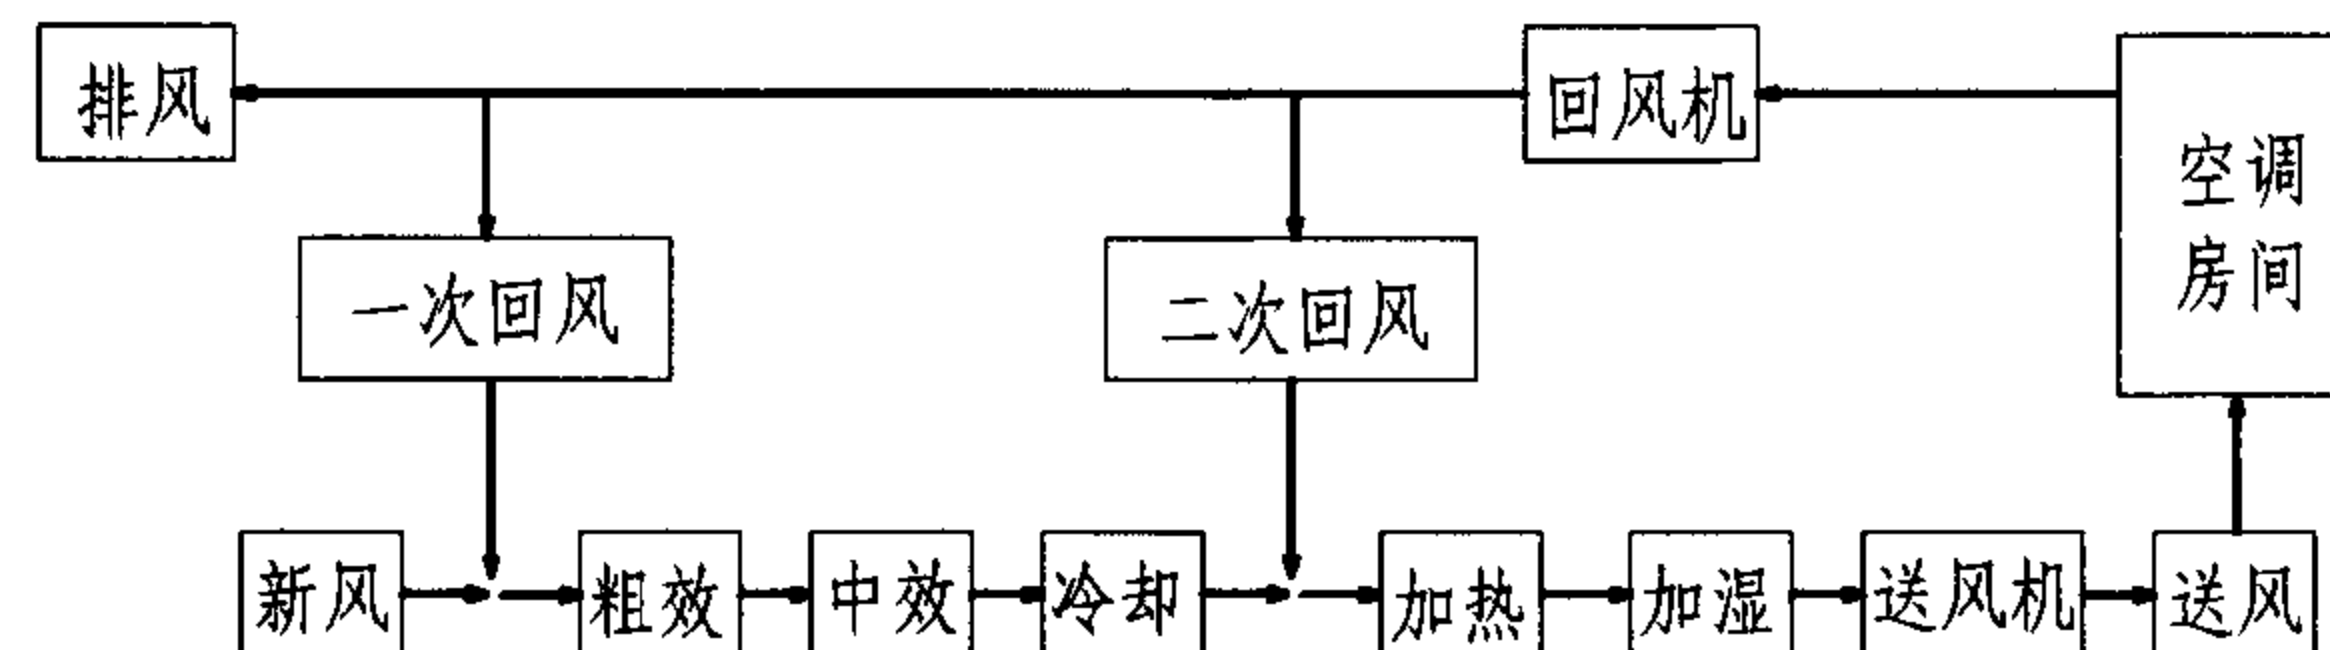 排风
回风机
空调
房间
一次回风
二次回风
新风
粗效
中效
冷却
加热
加湿
送风机
送风